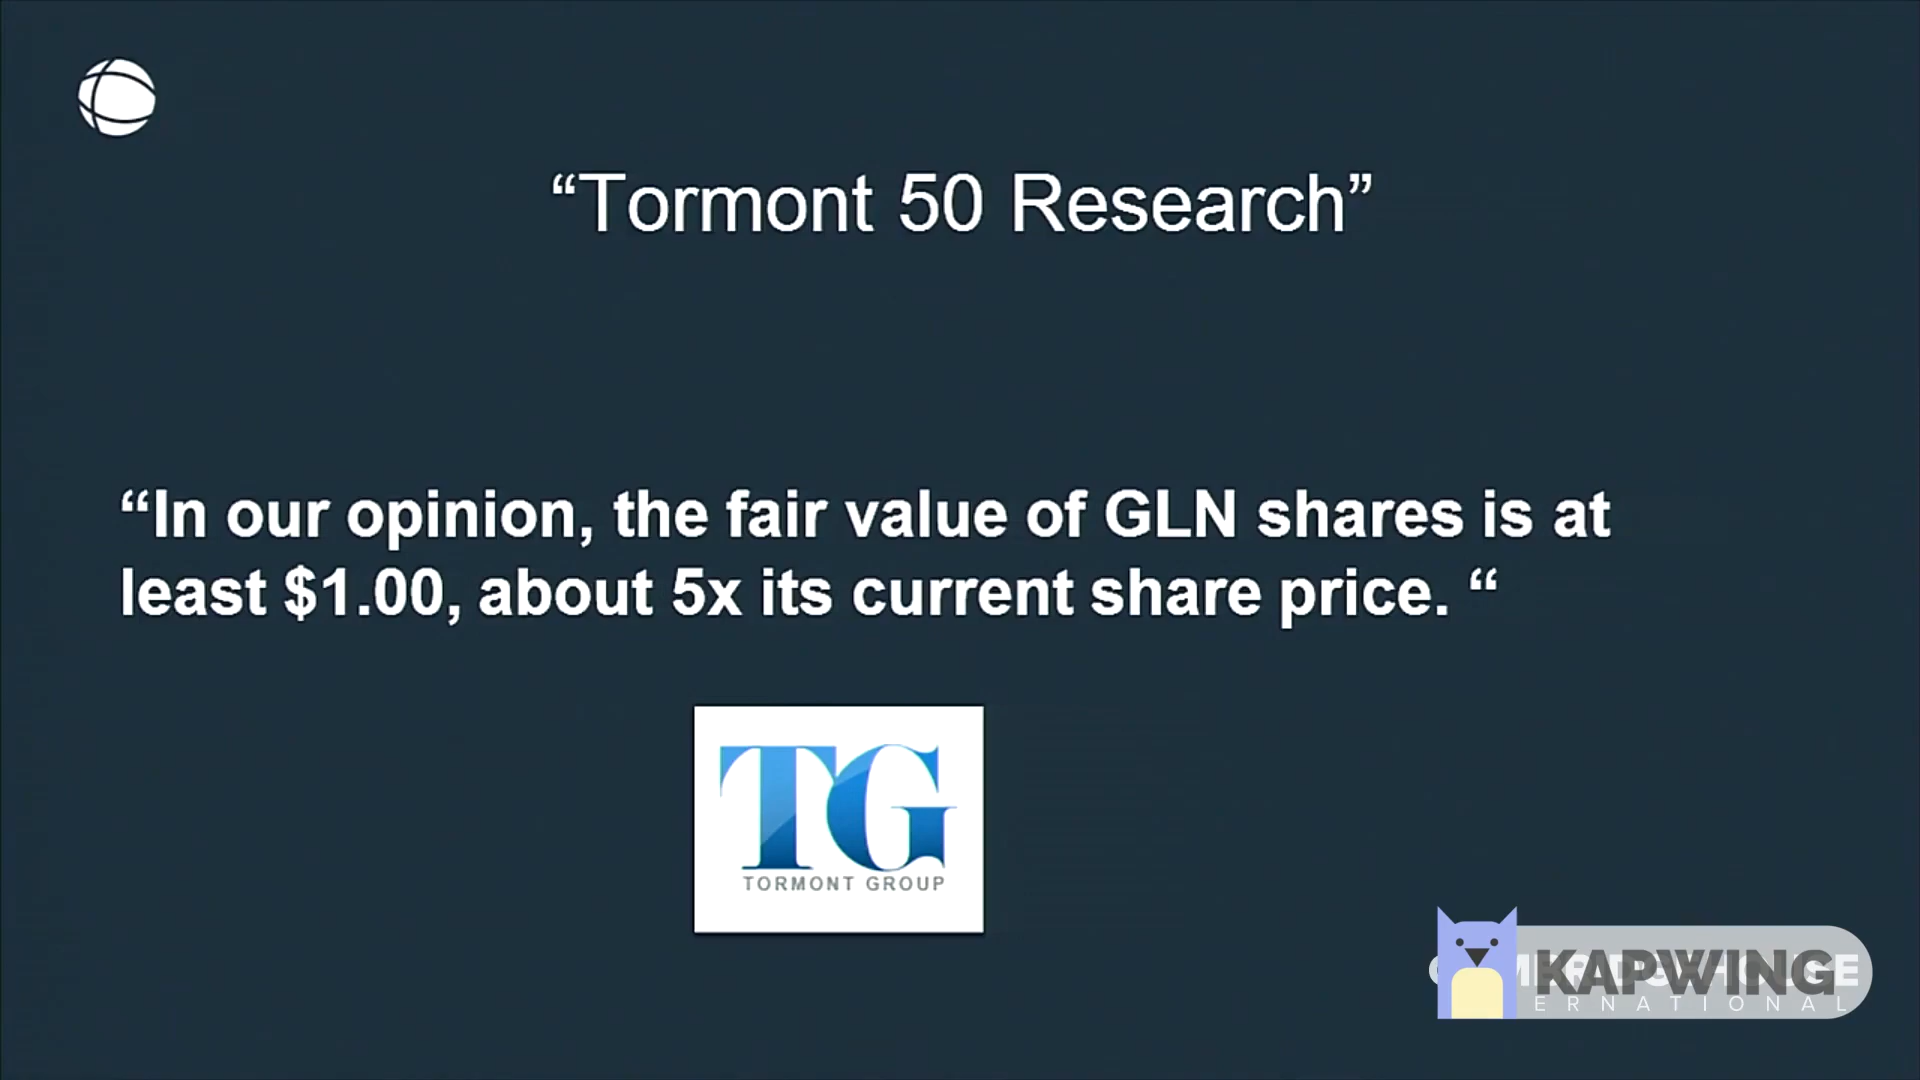 “Tormont 50 Research”
“In our opinion, the fair value of GLN shares is at
least $1.00, about 5x its current share price. “
TG
TORMONT GROUP
KAPWING
ERNATIONAL